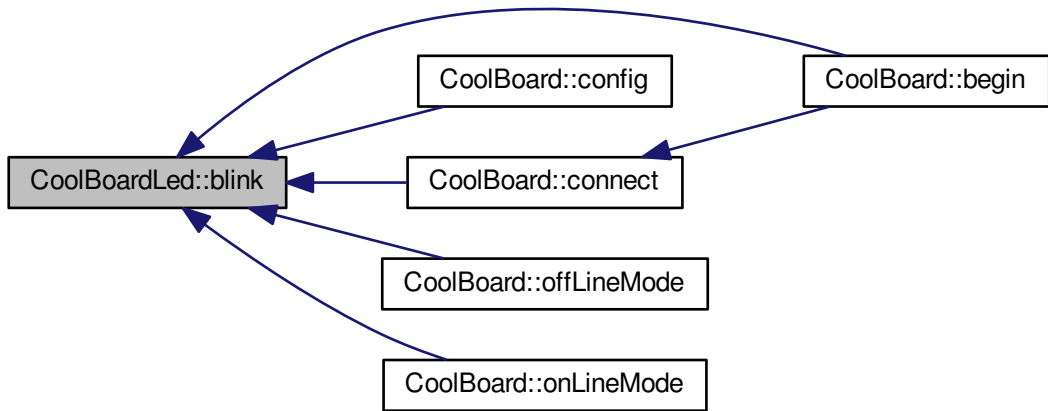 CoolBoard::config
CoolBoard::begin
CoolBoardLed::blink
CoolBoard::connect
CoolBoard::offLineMode
CoolBoard::onLineMode